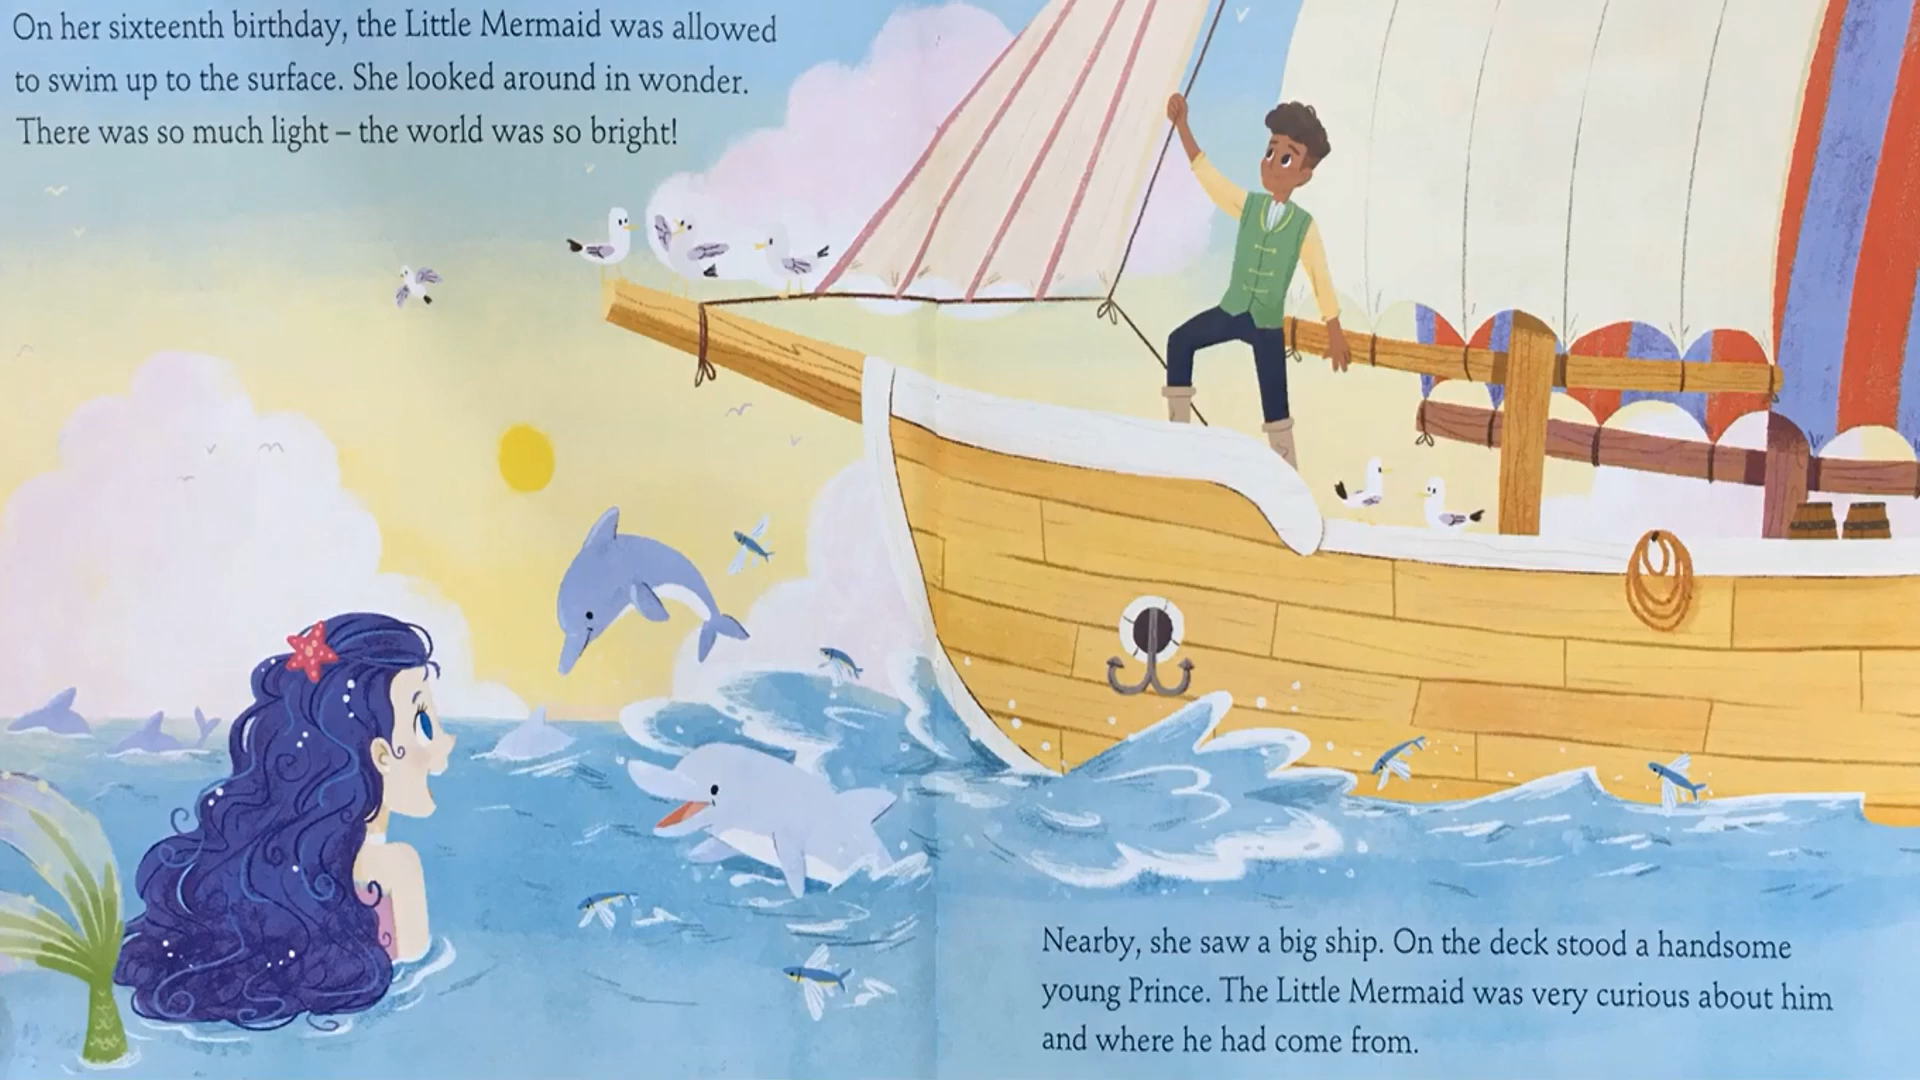 On her sixteenth birthday, the Little Mermaid was allowed
to swim up to the surface. She looked around in wonder.
There was so much light – the world was so bright!
Nearby, she saw a big ship. On the deck stood a handsome
young Prince. The Little Mermaid was very curious about him
and where he had come from.